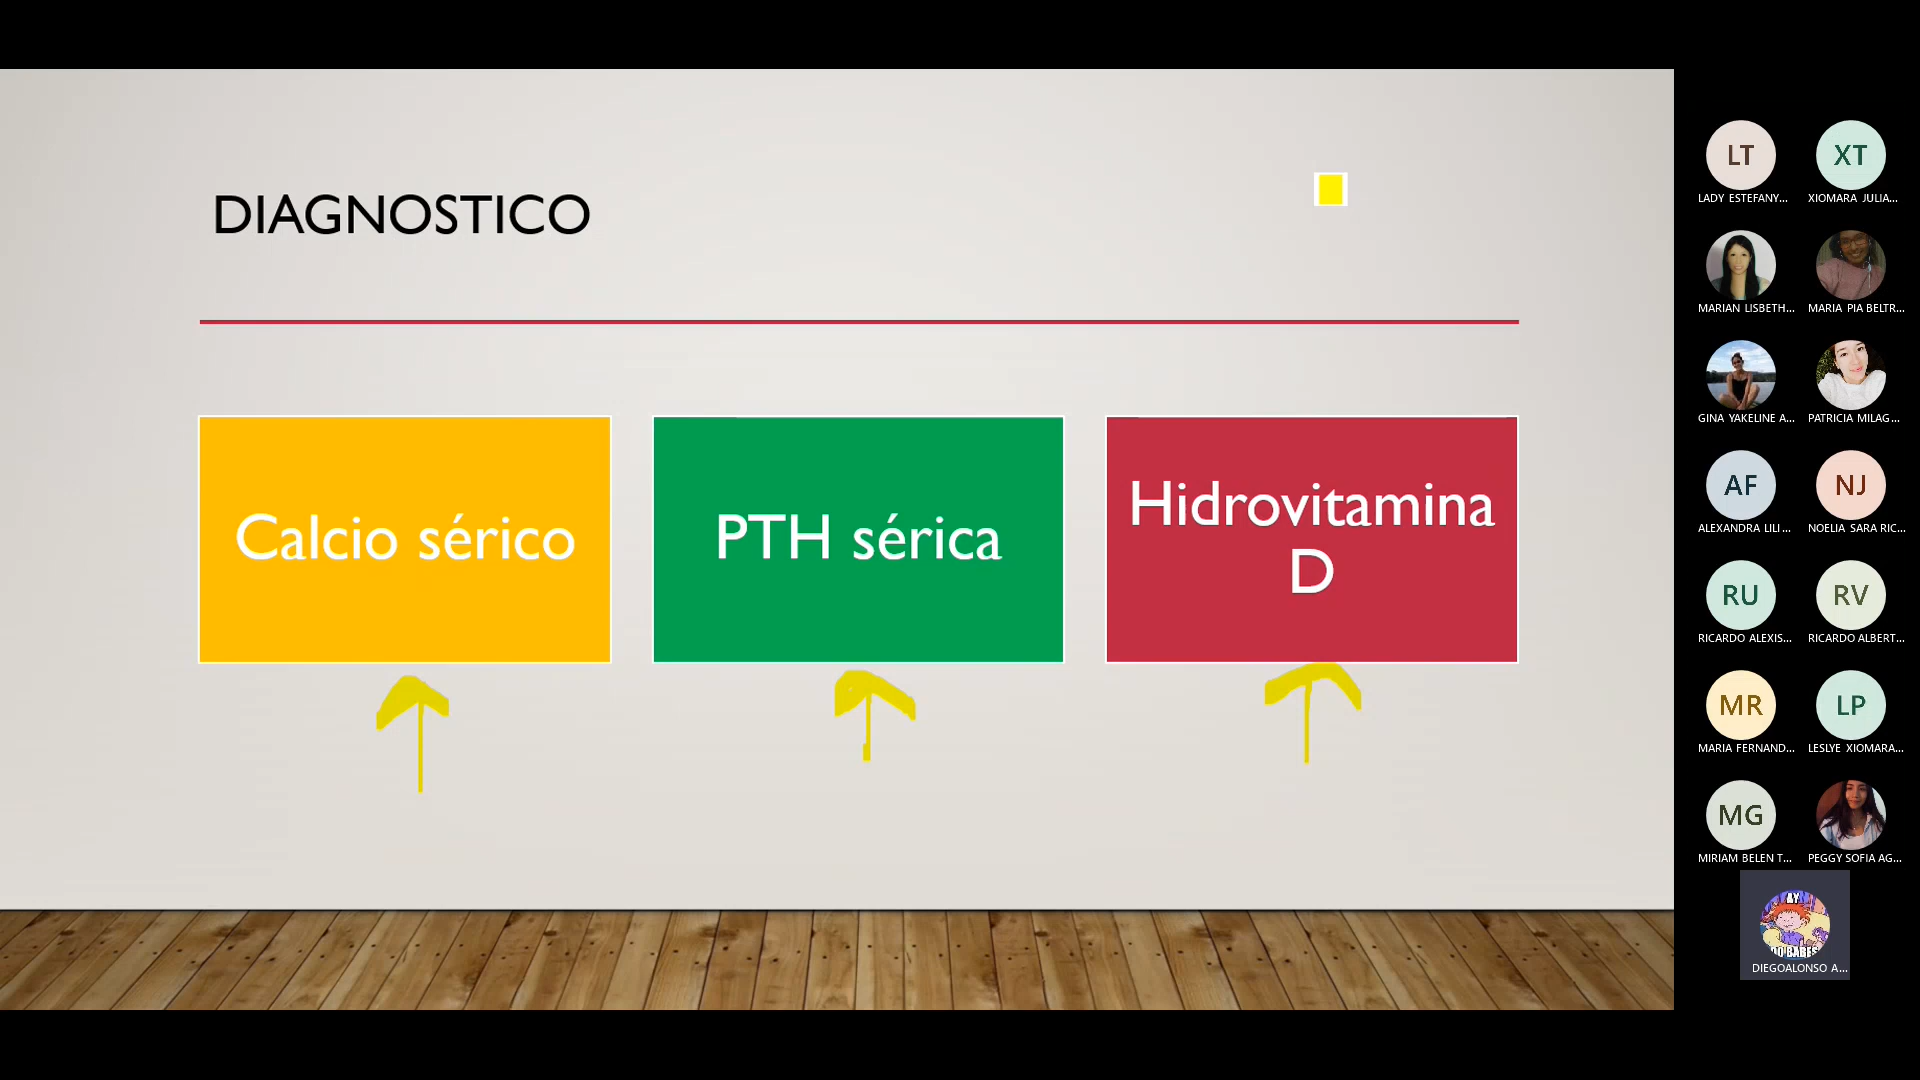 DIAGNOSTICO
Calcio sérico
PTH sérica
Hidrovitamina
D
LT
XT
LADY ESTEFANY...
XIOMARA JULIA...
MARIAN LISBETH...
MARIA PIA BELTR...
GINA YAKELINE A...
PATRICIA MILAG...
AF
NJ
ALEXANDRA LILI...
NOELIA SARA RIC...
RU
RV
RICARDO ALEXIS...
RICARDO ALBERT...
MR
LP
MARIA FERNAND...
LESLYE XIOMARA...
MG
MIRIAM BELEN T...
PEGGY SOFIA AG...
AY
DIEGOALONSO A...